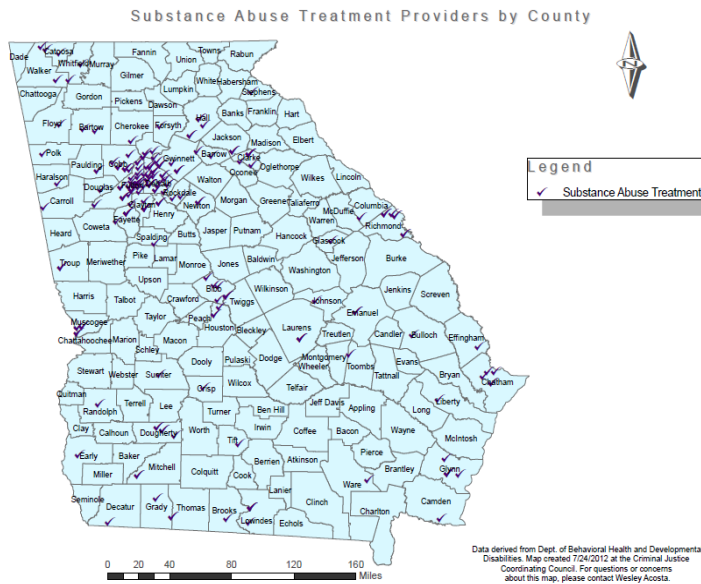 Substance Abuse Treatment Providers by County
Dade Catoosa Whitfield Murray Fannin Union Towns Rabun
Walker Gilmer Lumpkin White Habersham Stephens
Chattooga Gordon Pickens Dawson Banks Franklin Hart
Floyd Bartow Cherokee Forsyth Hall Jackson Madison Elbert
Polk Paulding Cobb Gwinnett Barrow Clarke Oconee Oglethorpe Wilkes Lincoln
Haralson Douglas Rockdale Walton Morgan Greene Taliaferro McDuffie Columbia
Carroll Fayette Clayton Henry Newton Warren Richmond
Heard Coweta Spalding Butts Jasper Putnam Hancock Glascock Jefferson Burke
Troup Meriwether Pike Lamar Monroe Jones Baldwin Washington
Upson Bibb Wilkinson Jenkins Screven
Harris Talbot Crawford Twiggs Johnson Emanuel
Muscogee Taylor Peach Houston Bleckley Laurens Treutlen Candler Bulloch Effingham
Chattahoochee Marion Macon Schley
Stewart Webster Sumter Dooly Pulaski Dodge Montgomery Wheeler Toombs Tattnall Evans Bryan Chatham
Quitman Randolph Terrell Lee Crisp Wilcox Telfair Liberty
Clay Calhoun Dougherty Worth Turner Ben Hill Irwin Jeff Davis Appling Long
Early Baker Mitchell Tift Coffee Bacon Wayne McIntosh
Miller Colquitt Cook Berrien Atkinson Pierce Brantley Glynn
Seminole Decatur Grady Thomas Brooks Lowndes Lanier Echols Clinch Ware Charlton Camden
Legend
Substance Abuse Treatment
0 20 40 80 120 160
Miles
Data derived from Dept. of Behavioral Health and Developmenta
Disabilities. Map created 7/24/2012 at the Criminal Justice
Coordinating Council. For questions or concerns
about this map, please contact Wesley Acosta.